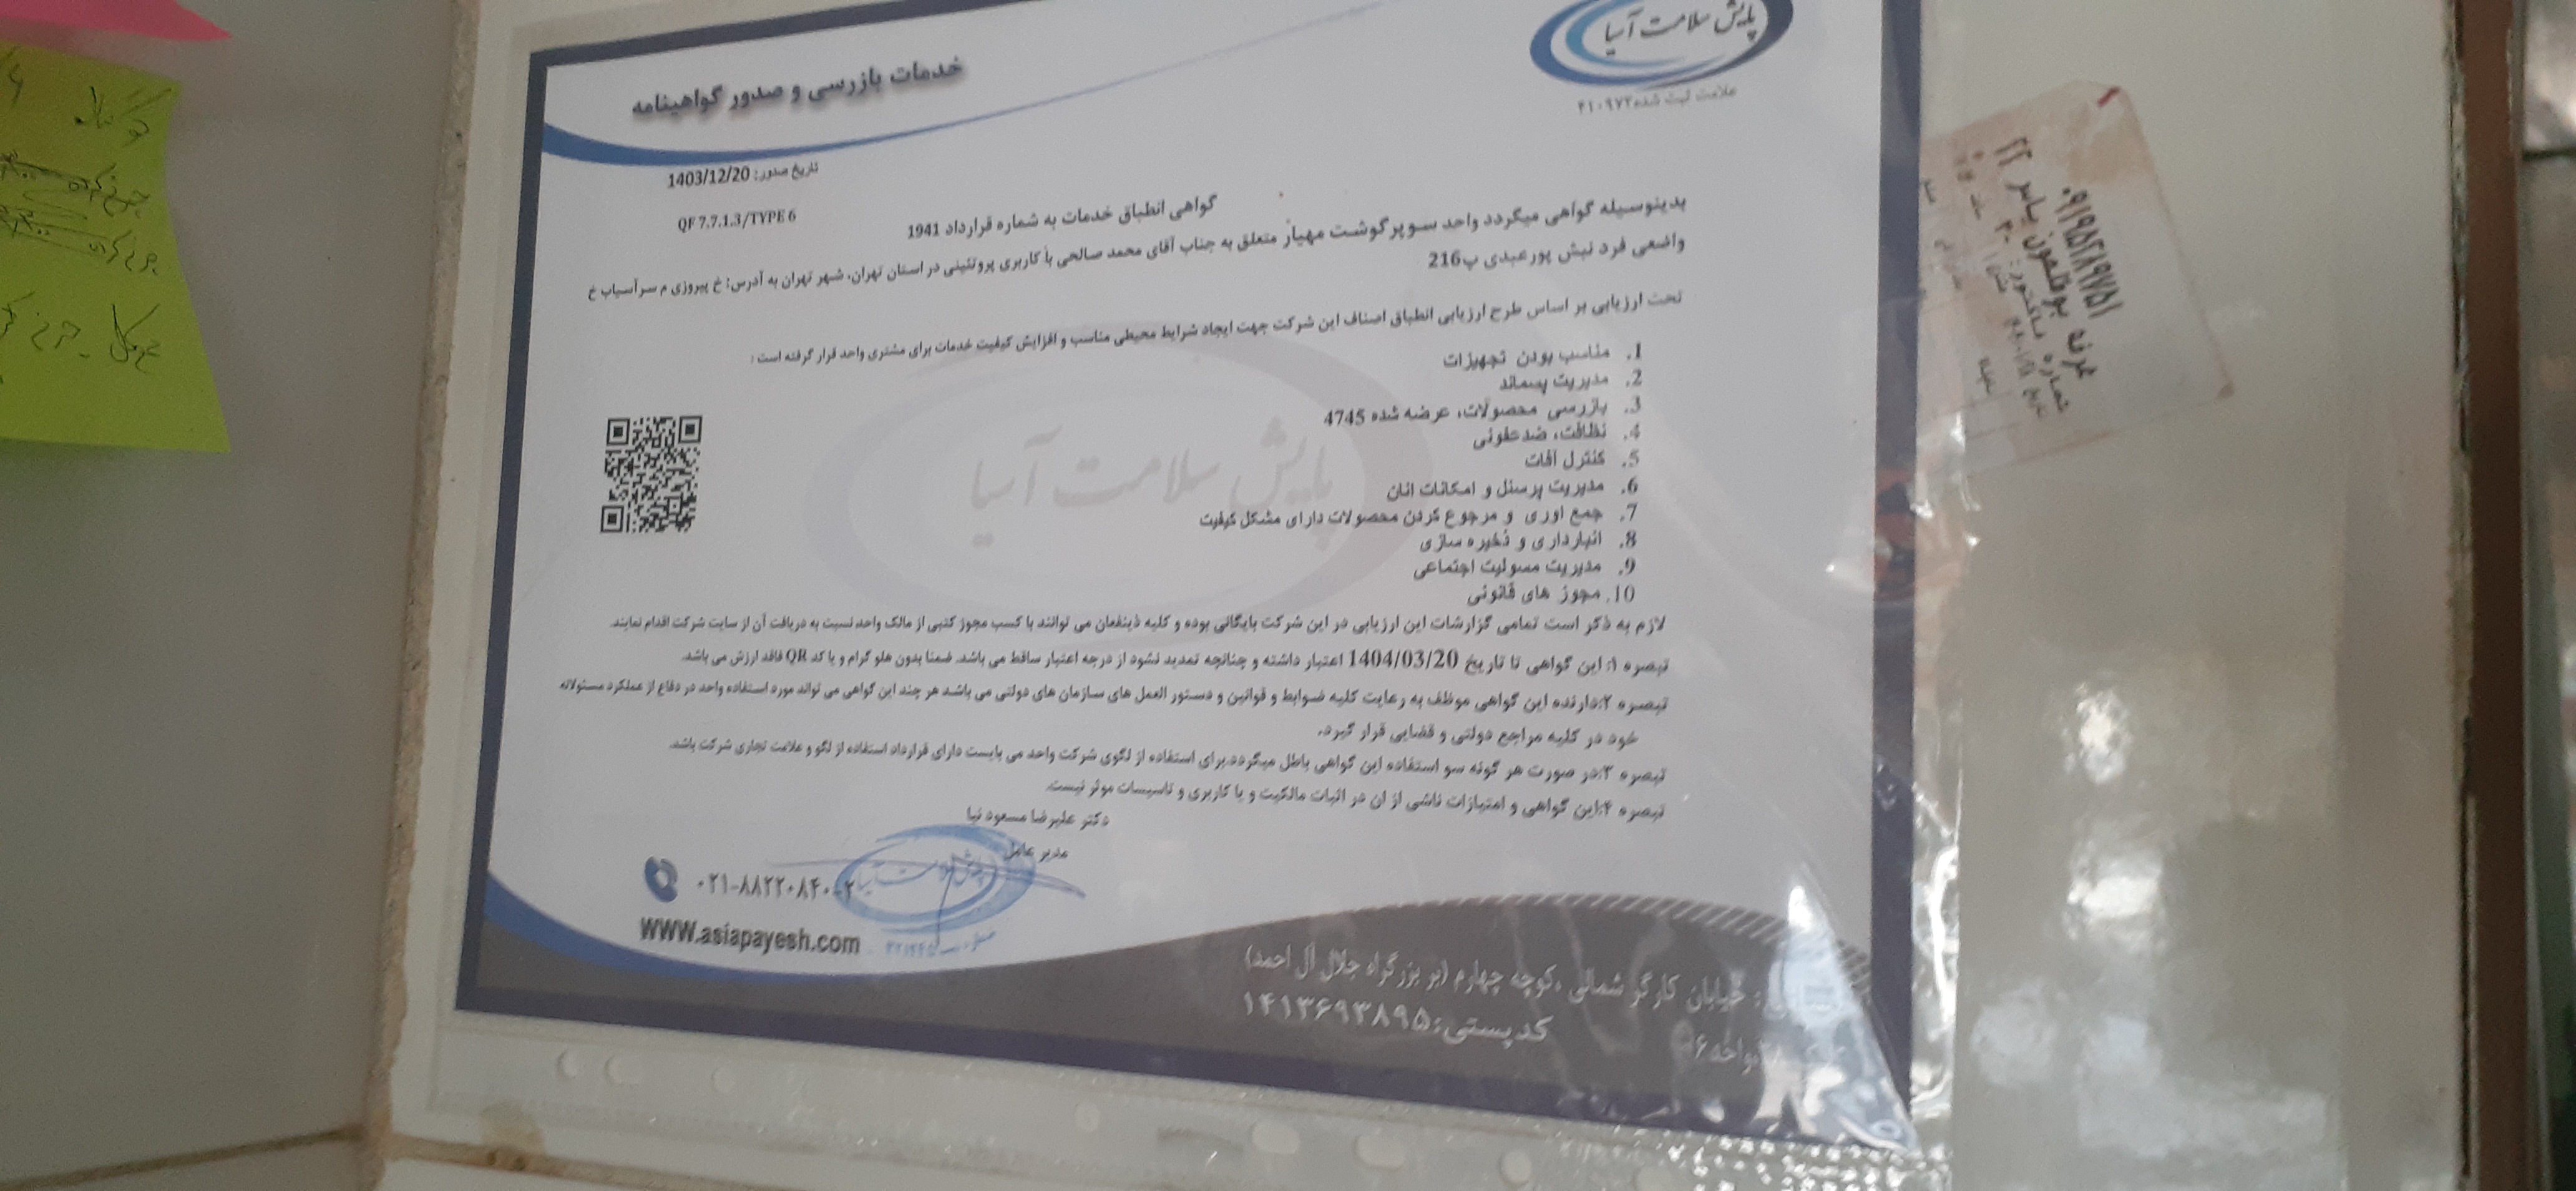 پایش سلامت آسیا
علامت ثبت شده ۴۱۰۹۷۲
خدمات بازرسی و صدور گواهینامه
تاریخ صدور: 1403/12/20
QF 7.7.1.3/TYPE 6
گواهی انطباق خدمات به شماره قرارداد 1941
بدینوسیله گواهی میگردد واحد سوپرگوشت مهیار متعلق به جناب آقای محمد صالحی با کاربری پروتئینی در استان تهران، شهر تهران به آدرس: خ پیروزی م سرآسیاب خ
واضعی فرد نبش پورعبدی پ216
تحت ارزیابی بر اساس طرح ارزیابی انطباق اصناف این شرکت جهت ایجاد شرایط محیطی مناسب و افزایش کیفیت خدمات برای مشتری واحد قرار گرفته است :
1. مناسب بودن تجهیزات
2. مدیریت پسماند
3. بازرسی محصولات، عرضه شده 4745
4. نظافت، ضدعفونی
5. کنترل آفات
6. مدیریت پرسنل و امکانات انان
7. جمع اوری و مرجوع کردن محصولات دارای مشکل کیفیت
8. انبارداری و ذخیره سازی
9. مدیریت مسولیت اجتماعی
10. مجوز های قانونی
لازم به ذکر است تمامی گزارشات این ارزیابی در این شرکت بایگانی بوده و کلیه ذینفعان می توانند با کسب مجوز کتبی از مالک واحد نسبت به دریافت آن از سایت شرکت اقدام نمایند.
تبصره ۱: این گواهی تا تاریخ 1404/03/20 اعتبار داشته و چنانچه تمدید نشود از درجه اعتبار ساقط می باشد. ضمنا بدون هلو گرام و یا کد QR فاقد ارزش می باشد.
تبصره ۲:دارنده این گواهی موظف به رعایت کلیه ضوابط و قوانین و دستور العمل های سازمان های دولتی می باشد هر چند این گواهی می تواند مورد استفاده واحد در دفاع از عملکرد مسئولانه
خود در کلیه مراجع دولتی و قضایی قرار گیرد.
تبصره ۳:در صورت هر گونه سو استفاده این گواهی باطل میگردد.برای استفاده از لگوی شرکت واحد می بایست دارای قرارداد استفاده از لگو و علامت تجاری شرکت باشد.
تبصره ۴:این گواهی و امتیازات ناشی از ان در اثبات مالکیت و یا کاربری و تاسیسات موثر نیست.
دکتر علیرضا مسعود نیا
مدیر عامل
۰۲۱-۸۸۲۲۰۸۴۰-۲
WWW.asiapayesh.com
خیابان کارگر شمالی ،کوچه چهارم (بر بزرگراه جلال آل احمد)
کدپستی:۱۴۱۳۶۹۳۸۹۵